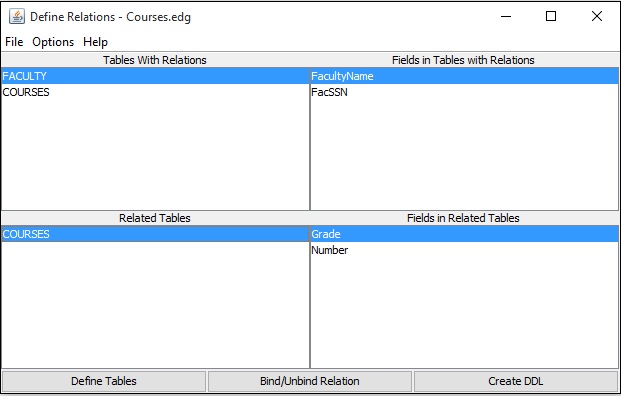 Define Relations - Courses.edg
File Options Help
Tables With Relations Fields in Tables with Relations
FACULTY FacultyName
COURSES FacSSN
Related Tables Fields in Related Tables
COURSES Grade
Number
Define Tables Bind/Unbind Relation Create DDL